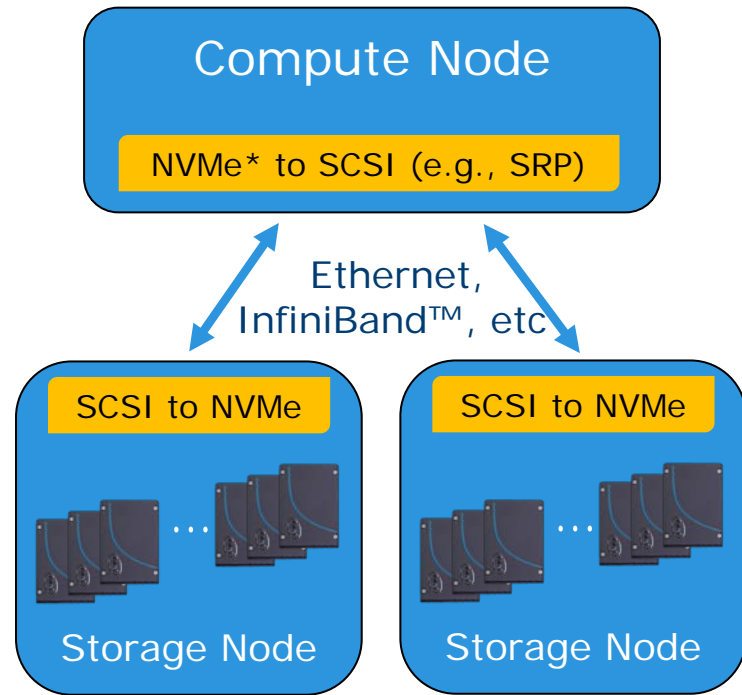 Compute Node
NVMe* to SCSI (e.g., SRP)
Ethernet,
InfiniBand™, etc
SCSI to NVMe
SCSI to NVMe
...
...
Storage Node
Storage Node